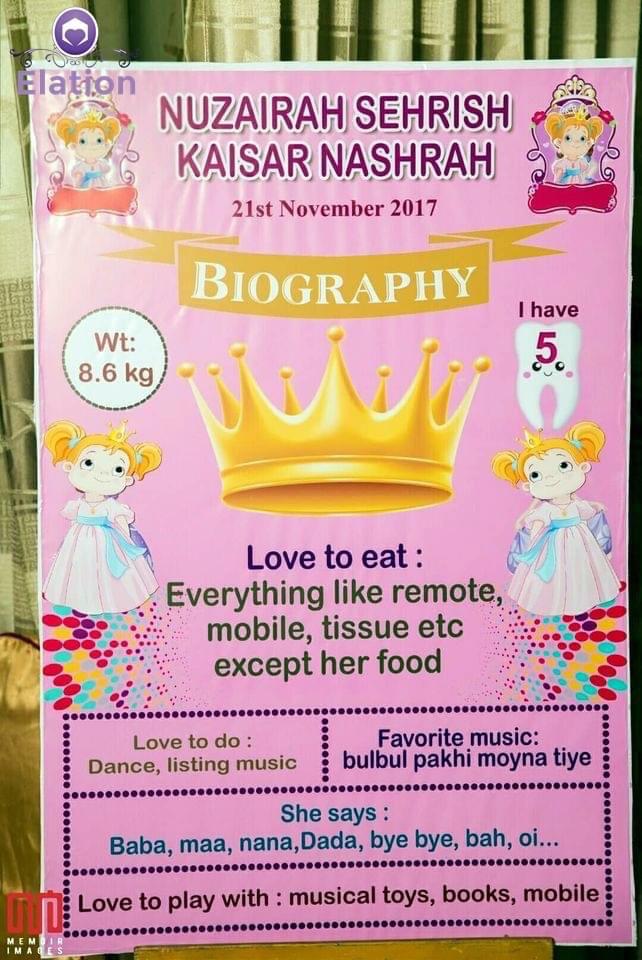 Elation
NUZAIRAH SEHRISH
KAISAR NASHRAH
21st November 2017
BIOGRAPHY
Wt:
8.6 kg
I have
5
Love to eat :
Everything like remote,
mobile, tissue etc
except her food
Love to do :
Dance, listing music
Favorite music:
bulbul pakhi moyna tiye
She says :
Baba, maa, nana,Dada, bye bye, bah, oi...
Love to play with : musical toys, books, mobile
MEMOIR
IMAGES